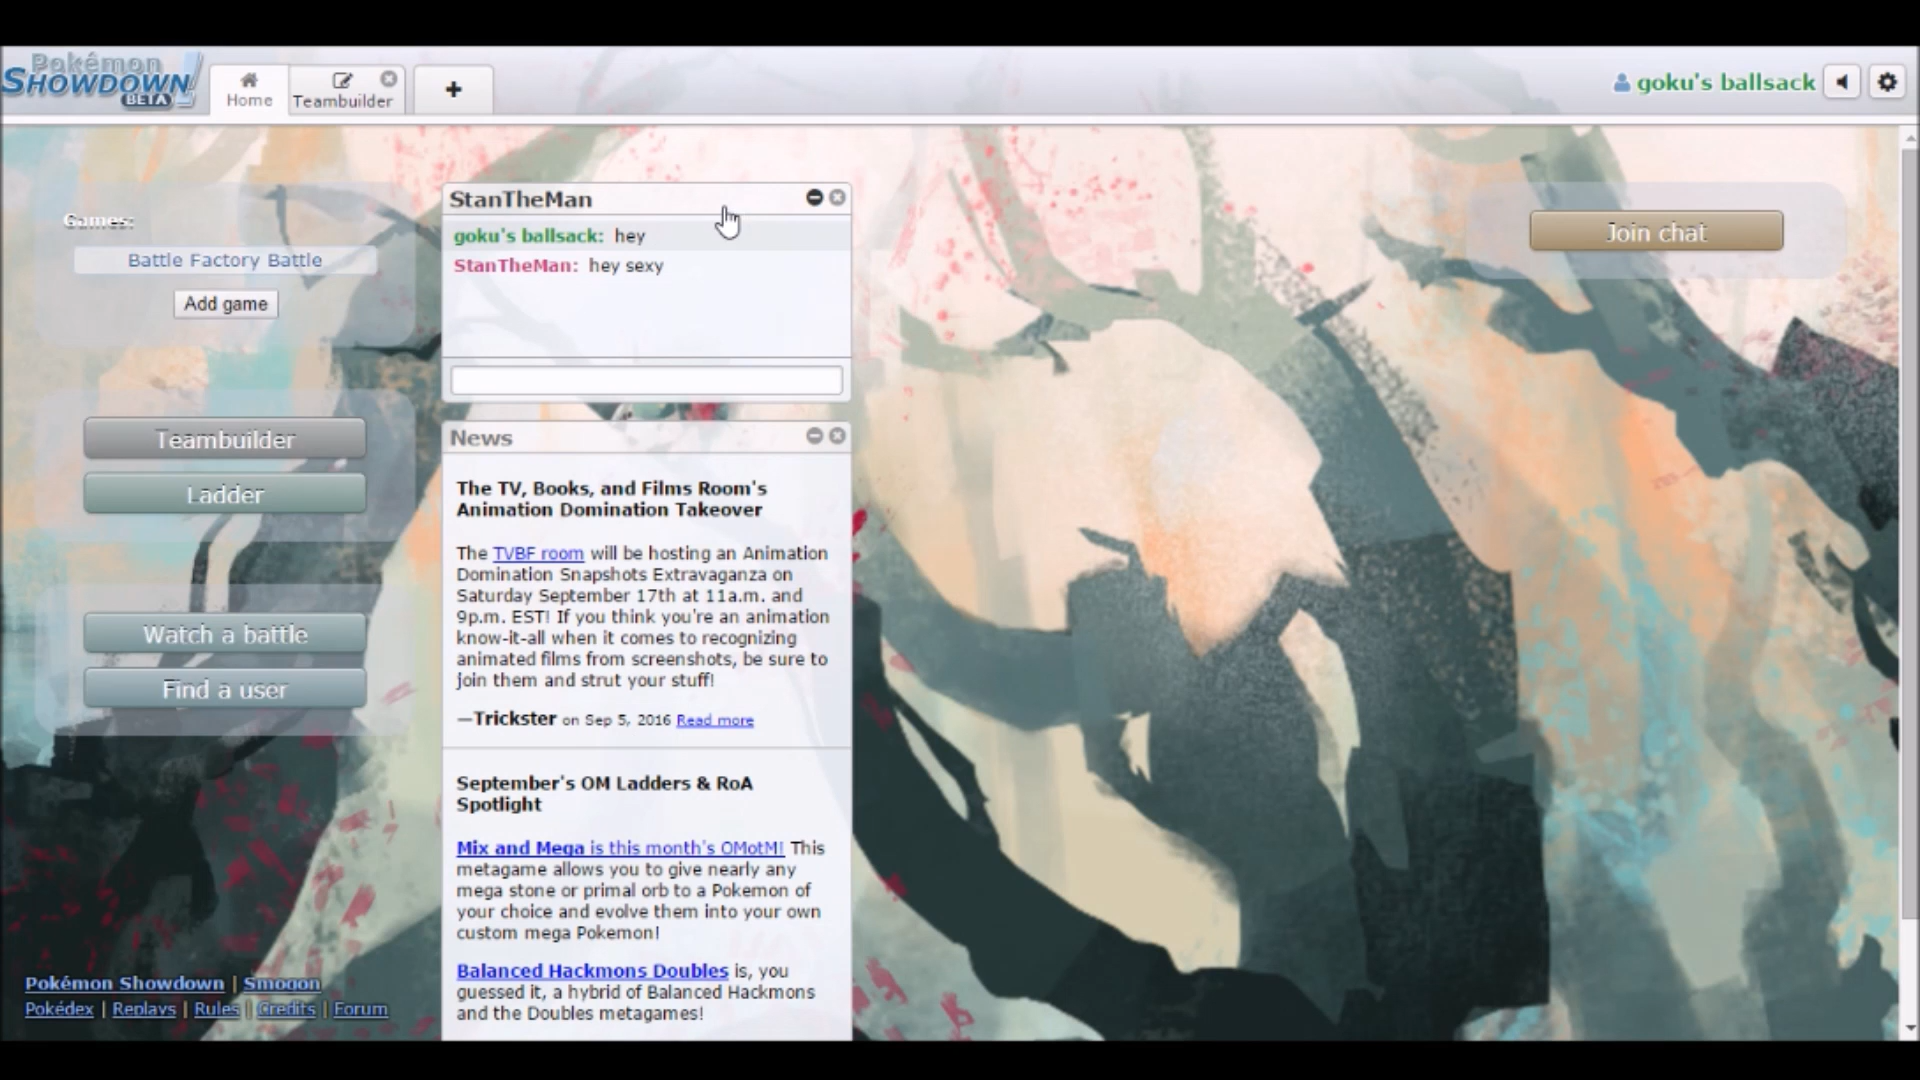 Pokémon
SHOWDOWN!
BETA
Home
Teambuilder
+
goku's ballsack
Games:
Battle Factory Battle
Add game
Teambuilder
Ladder
Watch a battle
Find a user
StanTheMan
goku's ballsack: hey
StanTheMan: hey sexy
News
The TV, Books, and Films Room's
Animation Domination Takeover
The TVBF room will be hosting an Animation
Domination Snapshots Extravaganza on
Saturday September 17th at 11a.m. and
9p.m. EST! If you think you're an animation
know-it-all when it comes to recognizing
animated films from screenshots, be sure to
join them and strut your stuff!
—Trickster on Sep 5, 2016 Read more
September's OM Ladders & RoA
Spotlight
Mix and Mega is this month's OMotM! This
metagame allows you to give nearly any
mega stone or primal orb to a Pokemon of
your choice and evolve them into your own
custom mega Pokemon!
Balanced Hackmons Doubles is, you
guessed it, a hybrid of Balanced Hackmons
and the Doubles metagames!
Join chat
Pokémon Showdown | Smogon
Pokédex | Replays | Rules | Credits | Forum